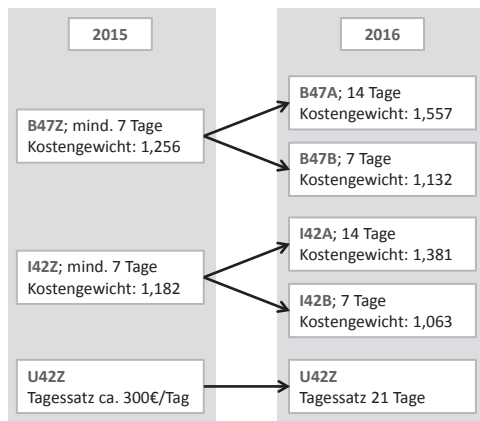 2015
2016
B47Z; mind. 7 Tage
Kostengewicht: 1,256
B47A; 14 Tage
Kostengewicht: 1,557
B47B; 7 Tage
Kostengewicht: 1,132
I42Z; mind. 7 Tage
Kostengewicht: 1,182
I42A; 14 Tage
Kostengewicht: 1,381
I42B; 7 Tage
Kostengewicht: 1,063
U42Z
Tagessatz ca. 300€/Tag
U42Z
Tagessatz 21 Tage